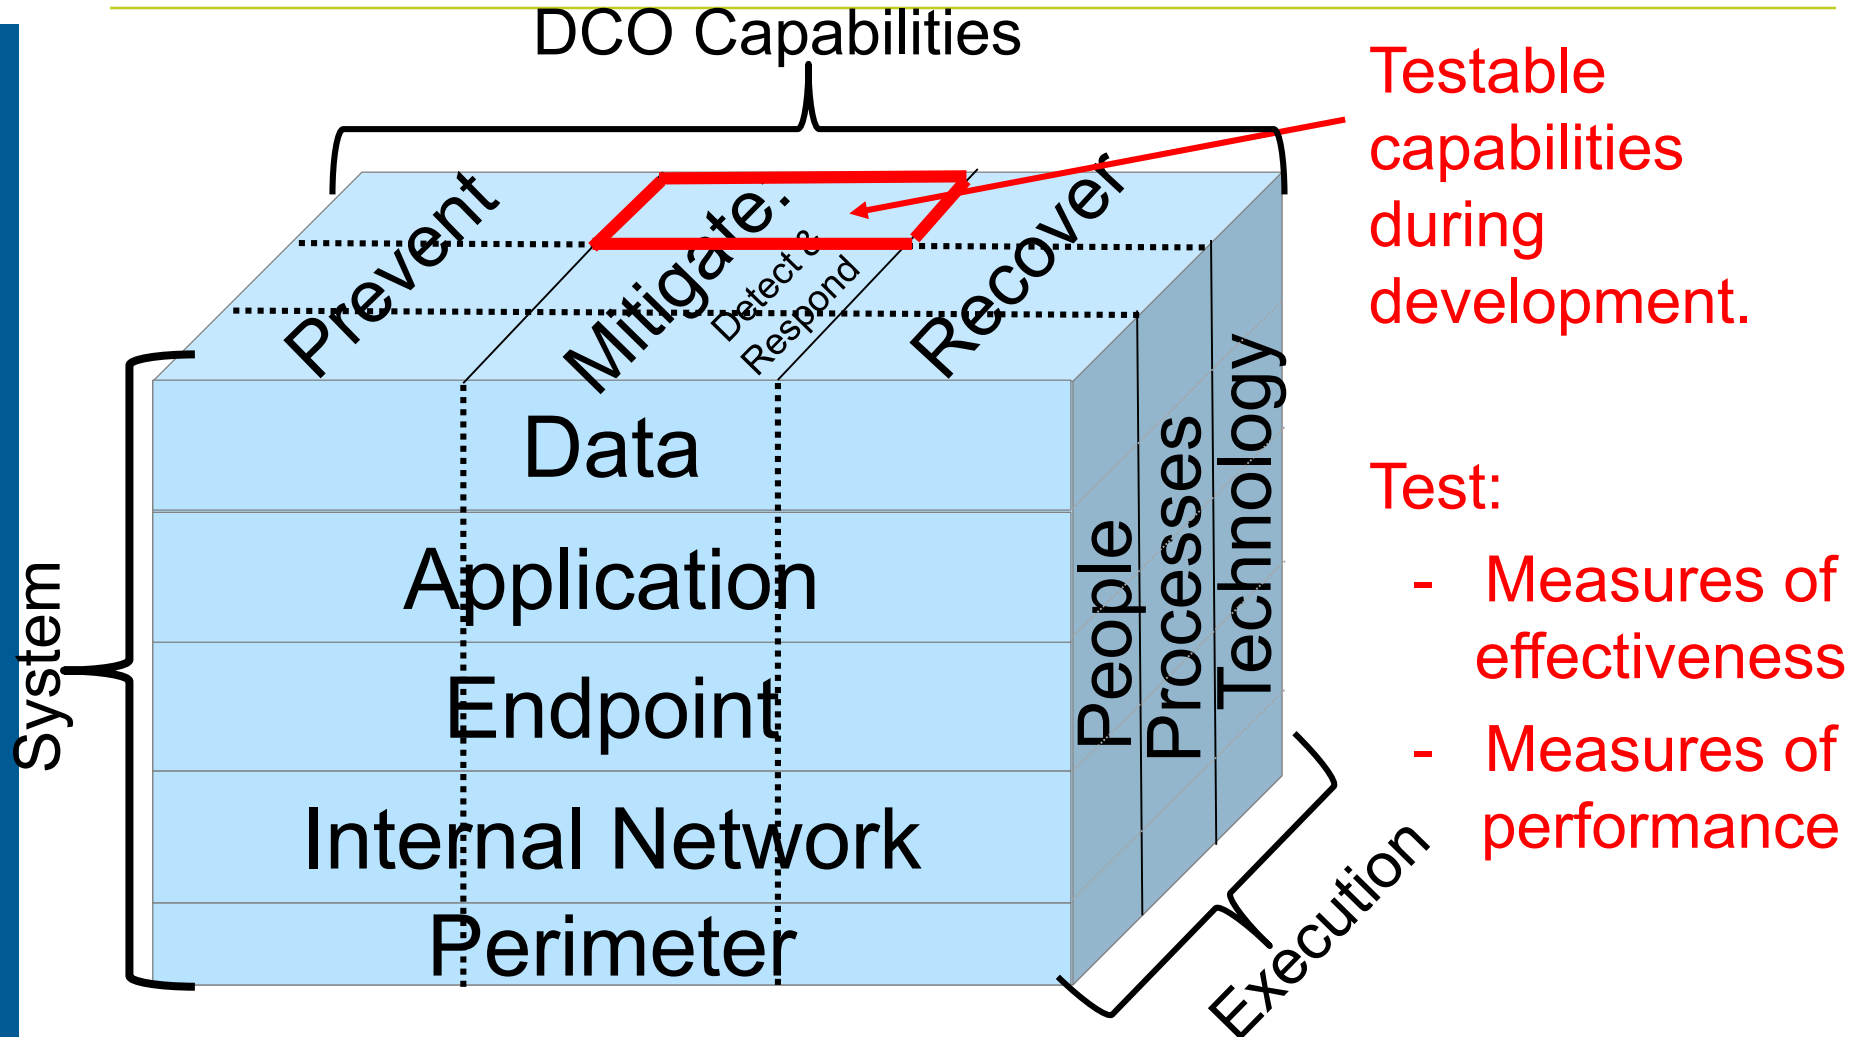 DCO Capabilities
Testable
capabilities
during
development.
Prevent
Mitigate:
Detect &
Respond
Recover
System
Data
Application
Endpoint
Internal Network
Perimeter
People
Processes
Technology
Execution
Test:
- Measures of
effectiveness
- Measures of
performance